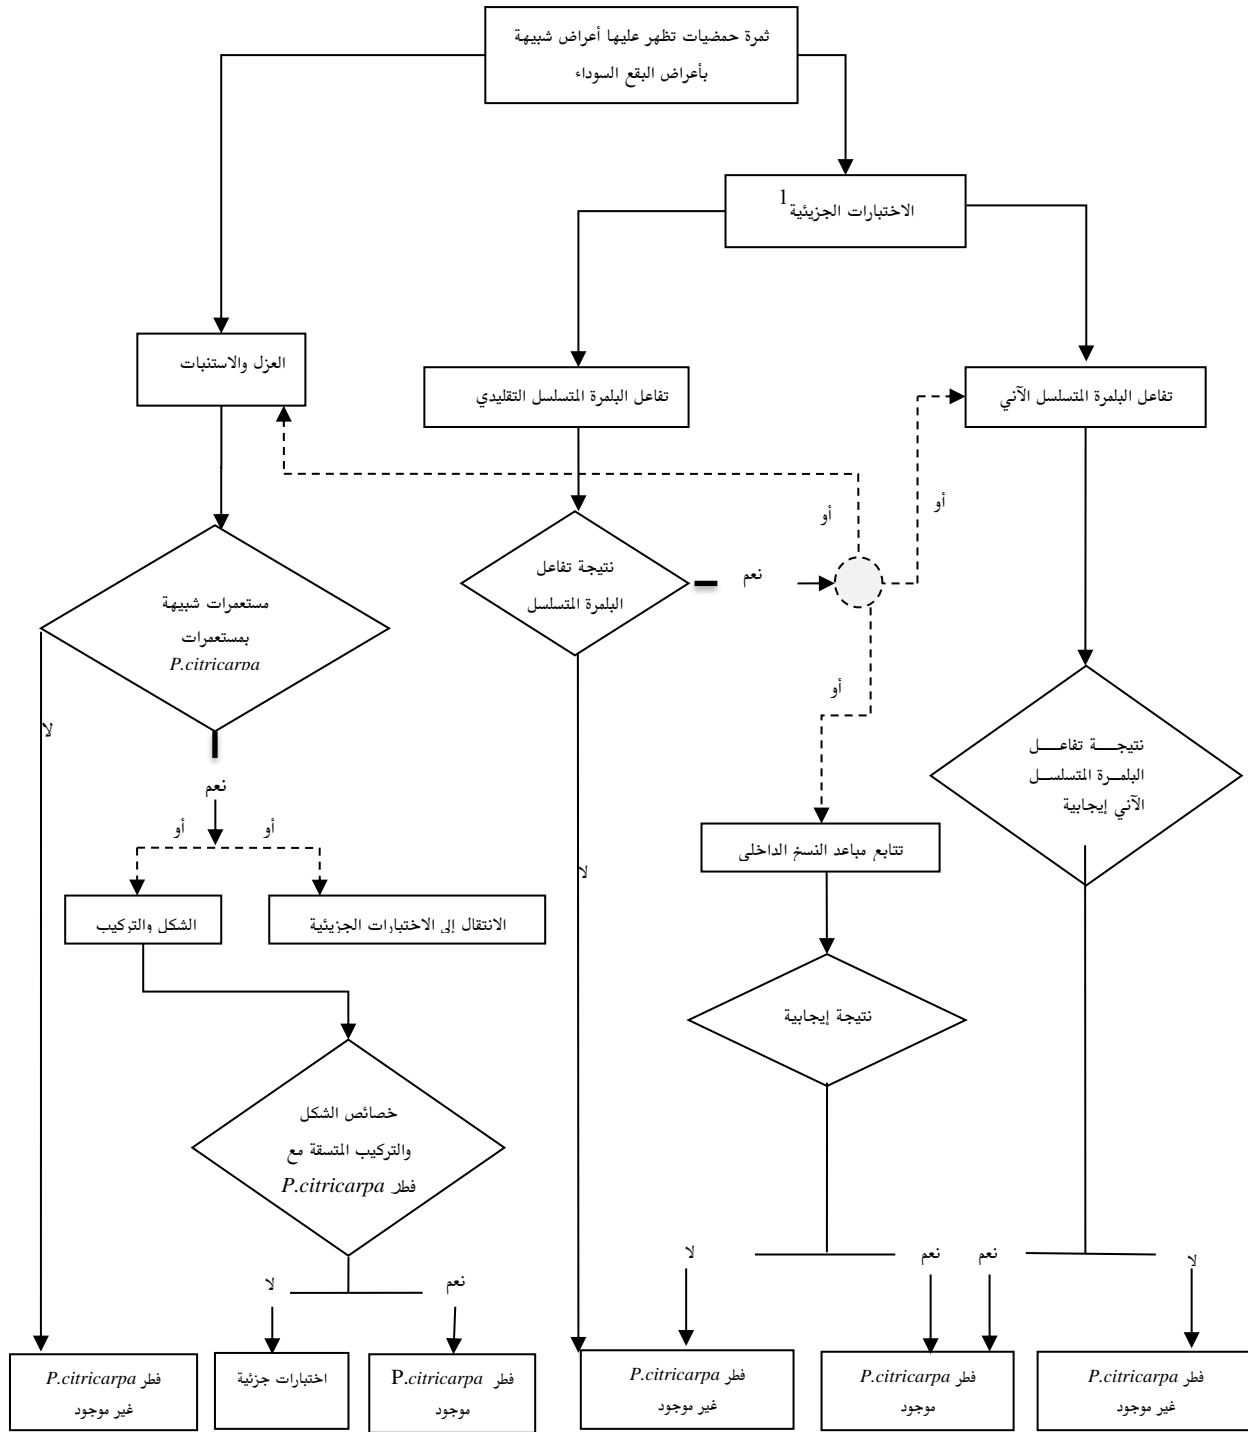 ثمرة حمضيات تظهر عليها أعراض شبيهة
بأعراض البقع السوداء
الاختبارات الجزيئية 1
العزل والاستنبات
تفاعل البلمرة المتسلسل التقليدي
تفاعل البلمرة المتسلسل الآني
أو
أو
نتيجة تفاعل
البلمرة المتسلسل
نعم
مستعمرات شبيهة
بمستعمرات
P.citricarpa
أو
لا
نتيجة تفاعل
البلمرة المتسلسل
الآني إيجابية
نعم
أو
أو
تتابع مباعد النسخ الداخلي
لا
الانتقال إلى الاختبارات الجزيئية
الشكل والتركيب
نتيجة إيجابية
خصائص الشكل
والتركيب المتسقة مع
فطر P.citricarpa
لا
نعم
نعم
لا
نعم
لا
فطر P.citricarpa
غير موجود
فطر P.citricarpa
موجود
فطر P.citricarpa
غير موجود
فطر P.citricarpa
موجود
اختبارات جزئية
فطر P.citricarpa
غير موجود